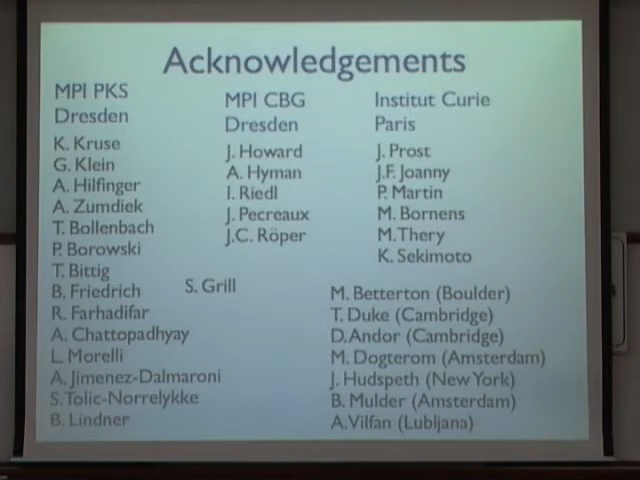 Acknowledgements
MPI PKS
Dresden
K. Kruse
G. Klein
A. Hilfinger
A. Zumdiek
T. Bollenbach
P. Borowski
T. Bittig
B. Friedrich
R. Farhadifar
A. Chattopadhyay
L. Morelli
A. Jimenez-Dalmaroni
S. Tolic-Norrelykke
B. Lindner
S. Grill
MPI CBG
Dresden
J. Howard
A. Hyman
I. Riedl
J. Pecreaux
J.C. Röper
Institut Curie
Paris
J. Prost
J.F. Joanny
P. Martin
M. Bornens
M. Thery
K. Sekimoto
M. Betterton (Boulder)
T. Duke (Cambridge)
D. Andor (Cambridge)
M. Dogterom (Amsterdam)
J. Hudspeth (New York)
B. Mulder (Amsterdam)
A. Vilfan (Lubljana)